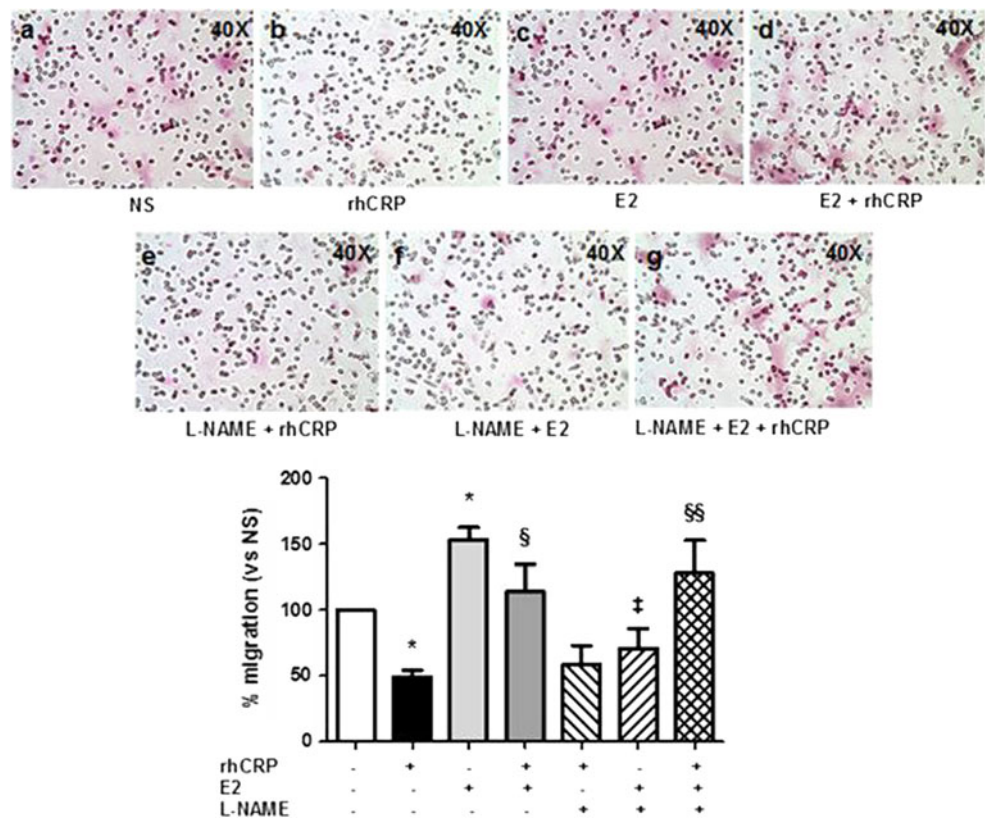 a 40X b 40X c 40X d 40X
NS rhCRP E2 E2 + rhCRP
e 40X f 40X g 40X
L-NAME + rhCRP L-NAME + E2 L-NAME + E2 + rhCRP
% migration (vs NS)
200
150
100
50
0
* * § ‡ §§
rhCRP - + - + + - +
E2 - - + + - + +
L-NAME - - - - + + +